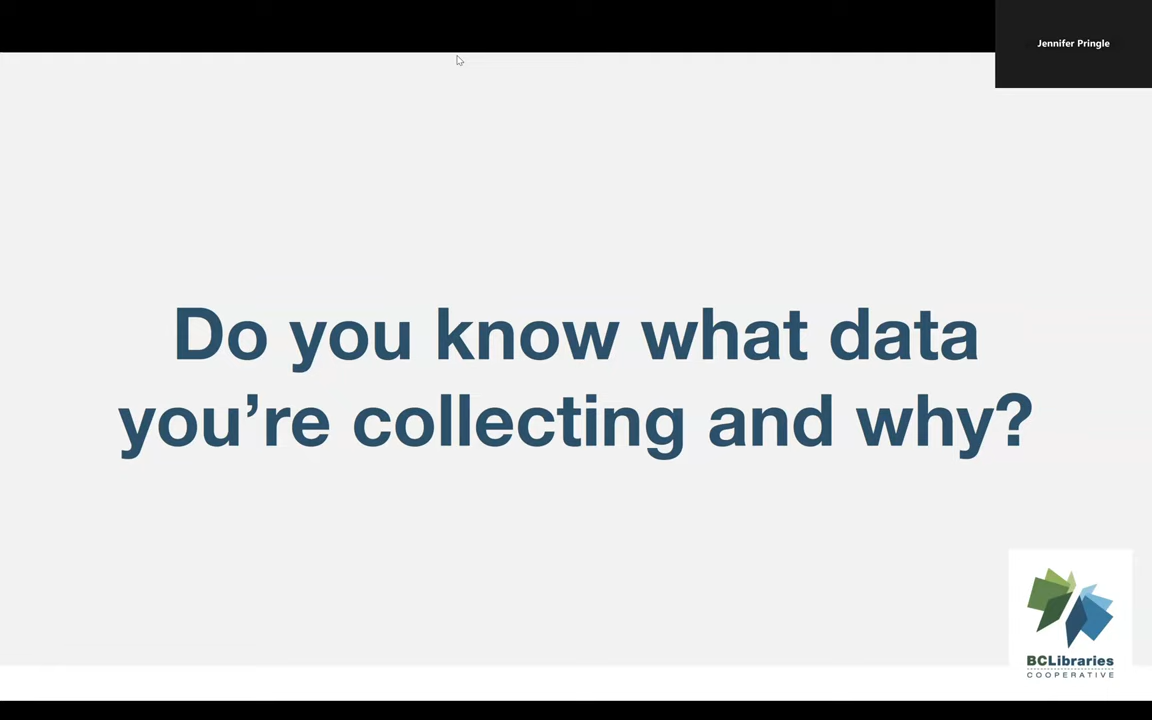 Jennifer Pringle
Do you know what data
you’re collecting and why?
BCLibraries
COOPERATIVE